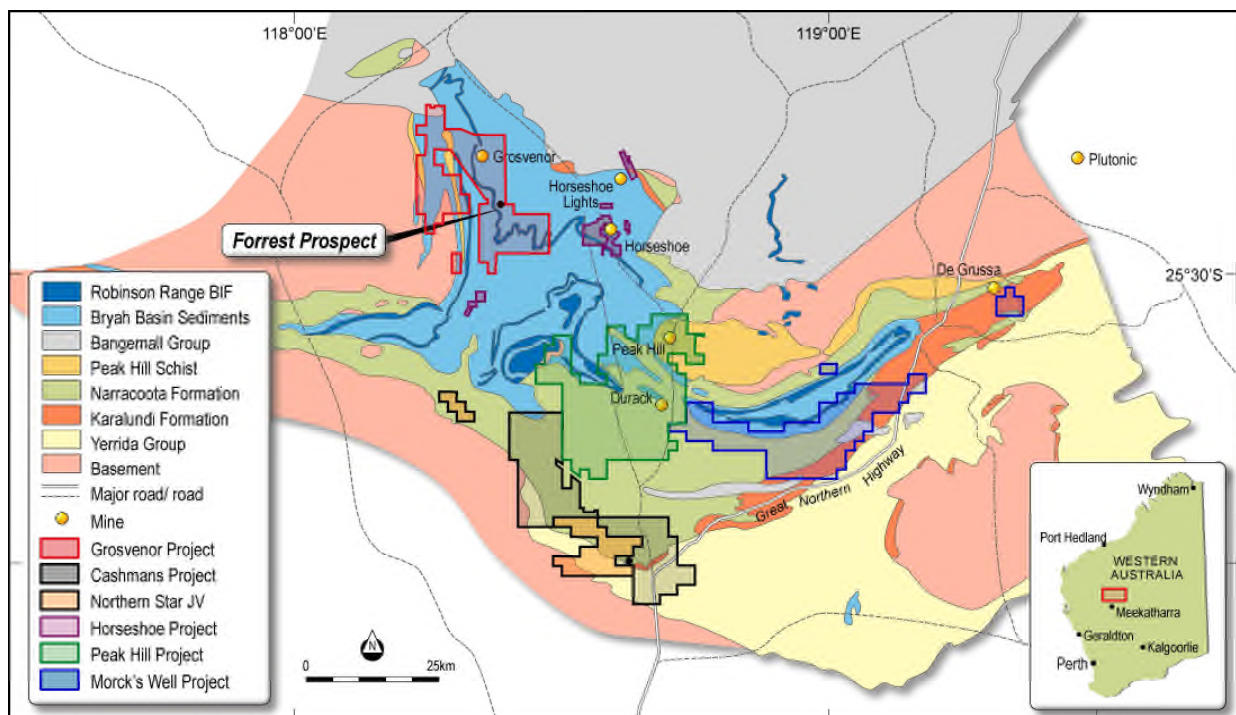 118°00'E
119°00'E
Grosvenor
Plutonic
Horseshoe
Lights
Forrest Prospect
Horseshoe
De Grussa
25°30'S
Peak Hill
Durack
Great Northern Highway
Robinson Range BIF
Bryah Basin Sediments
Bangemall Group
Peak Hill Schist
Narracoota Formation
Karalundi Formation
Yerrida Group
Basement
Major road/ road
Mine
Grosvenor Project
Cashmans Project
Northern Star JV
Horseshoe Project
Peak Hill Project
Morck's Well Project
N
0
25km
Wyndham
Port Hedland
WESTERN
AUSTRALIA
Meekatharra
Geraldton
Kalgoorlie
Perth